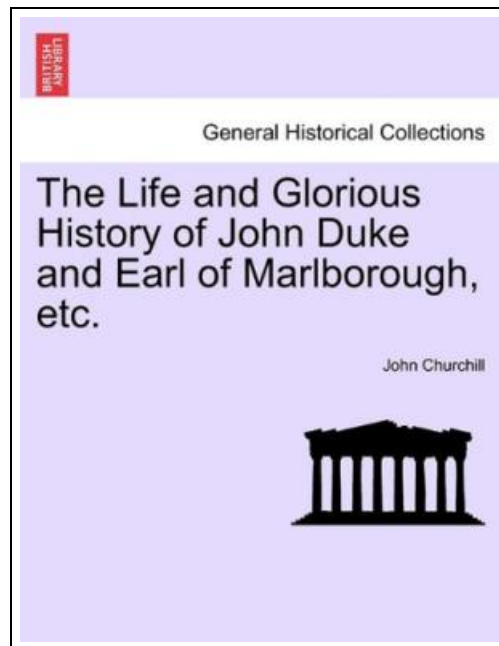 BRITISH
LIBRARY
General Historical Collections
The Life and Glorious
History of John Duke
and Earl of Marlborough,
etc.
John Churchill